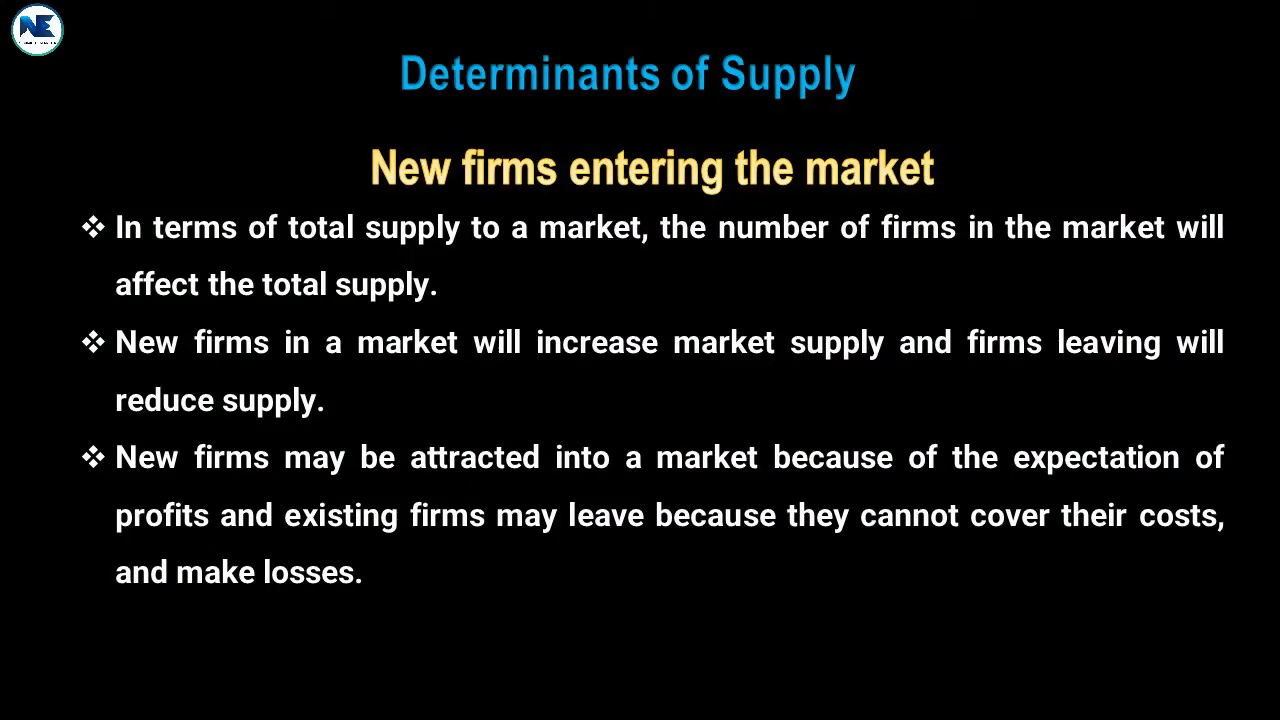 NE
Determinants of Supply
New firms entering the market
❖ In terms of total supply to a market, the number of firms in the market will
affect the total supply.
❖ New firms in a market will increase market supply and firms leaving will
reduce supply.
❖ New firms may be attracted into a market because of the expectation of
profits and existing firms may leave because they cannot cover their costs,
and make losses.